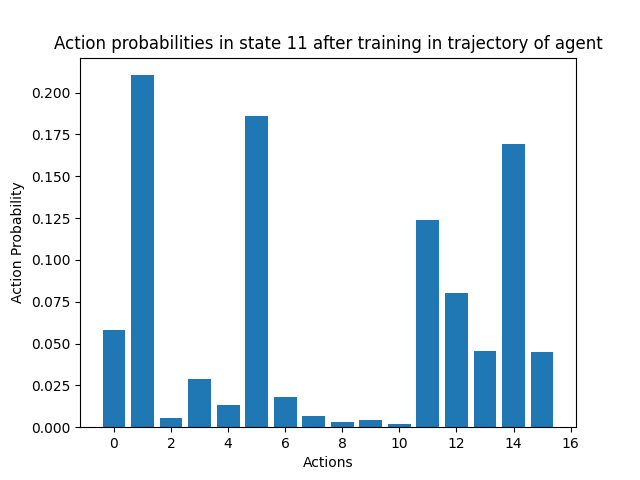 Action probabilities in state 11 after training in trajectory of agent
Action Probability
0.200
0.175
0.150
0.125
0.100
0.075
0.050
0.025
0.000
0 2 4 6 8 10 12 14 16
Actions